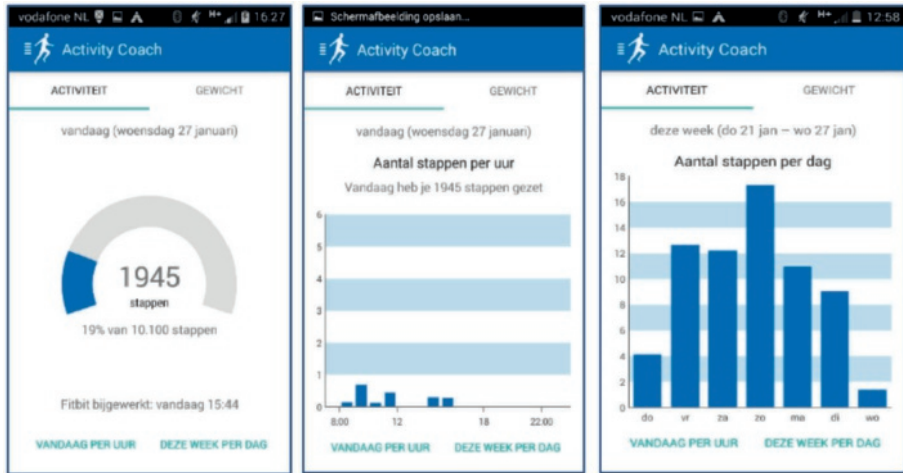 vodafone NL
H+
16:27
Activity Coach
ACTIVITEIT
GEWICHT
vandaag (woensdag 27 januari)
1945
stappen
19% van 10.100 stappen
Fitbit bijgewerkt: vandaag 15:44
VANDAAG PER UUR
DEZE WEEK PER DAG
Schermafbeelding opslaan...
Activity Coach
ACTIVITEIT
GEWICHT
vandaag (woensdag 27 januari)
Aantal stappen per uur
Vandaag heb je 1945 stappen gezet
6
5
4
3
2
1
0
8:00
12
18
22:00
VANDAAG PER UUR
DEZE WEEK PER DAG
vodafone NL
H+
12:58
Activity Coach
ACTIVITEIT
GEWICHT
deze week (do 21 jan – wo 27 jan)
Aantal stappen per dag
18
16
14
12
10
8
6
4
2
0
do
vr
za
zo
ma
di
wo
VANDAAG PER UUR
DEZE WEEK PER DAG